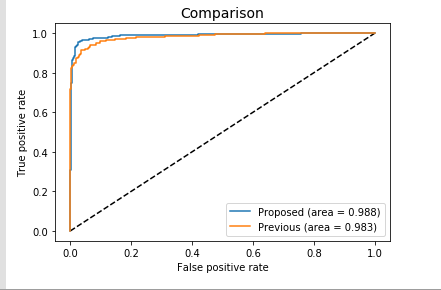 Comparison
True positive rate
1.0
0.8
0.6
0.4
0.2
0.0
Proposed (area = 0.988)
Previous (area = 0.983)
0.0 0.2 0.4 0.6 0.8 1.0
False positive rate